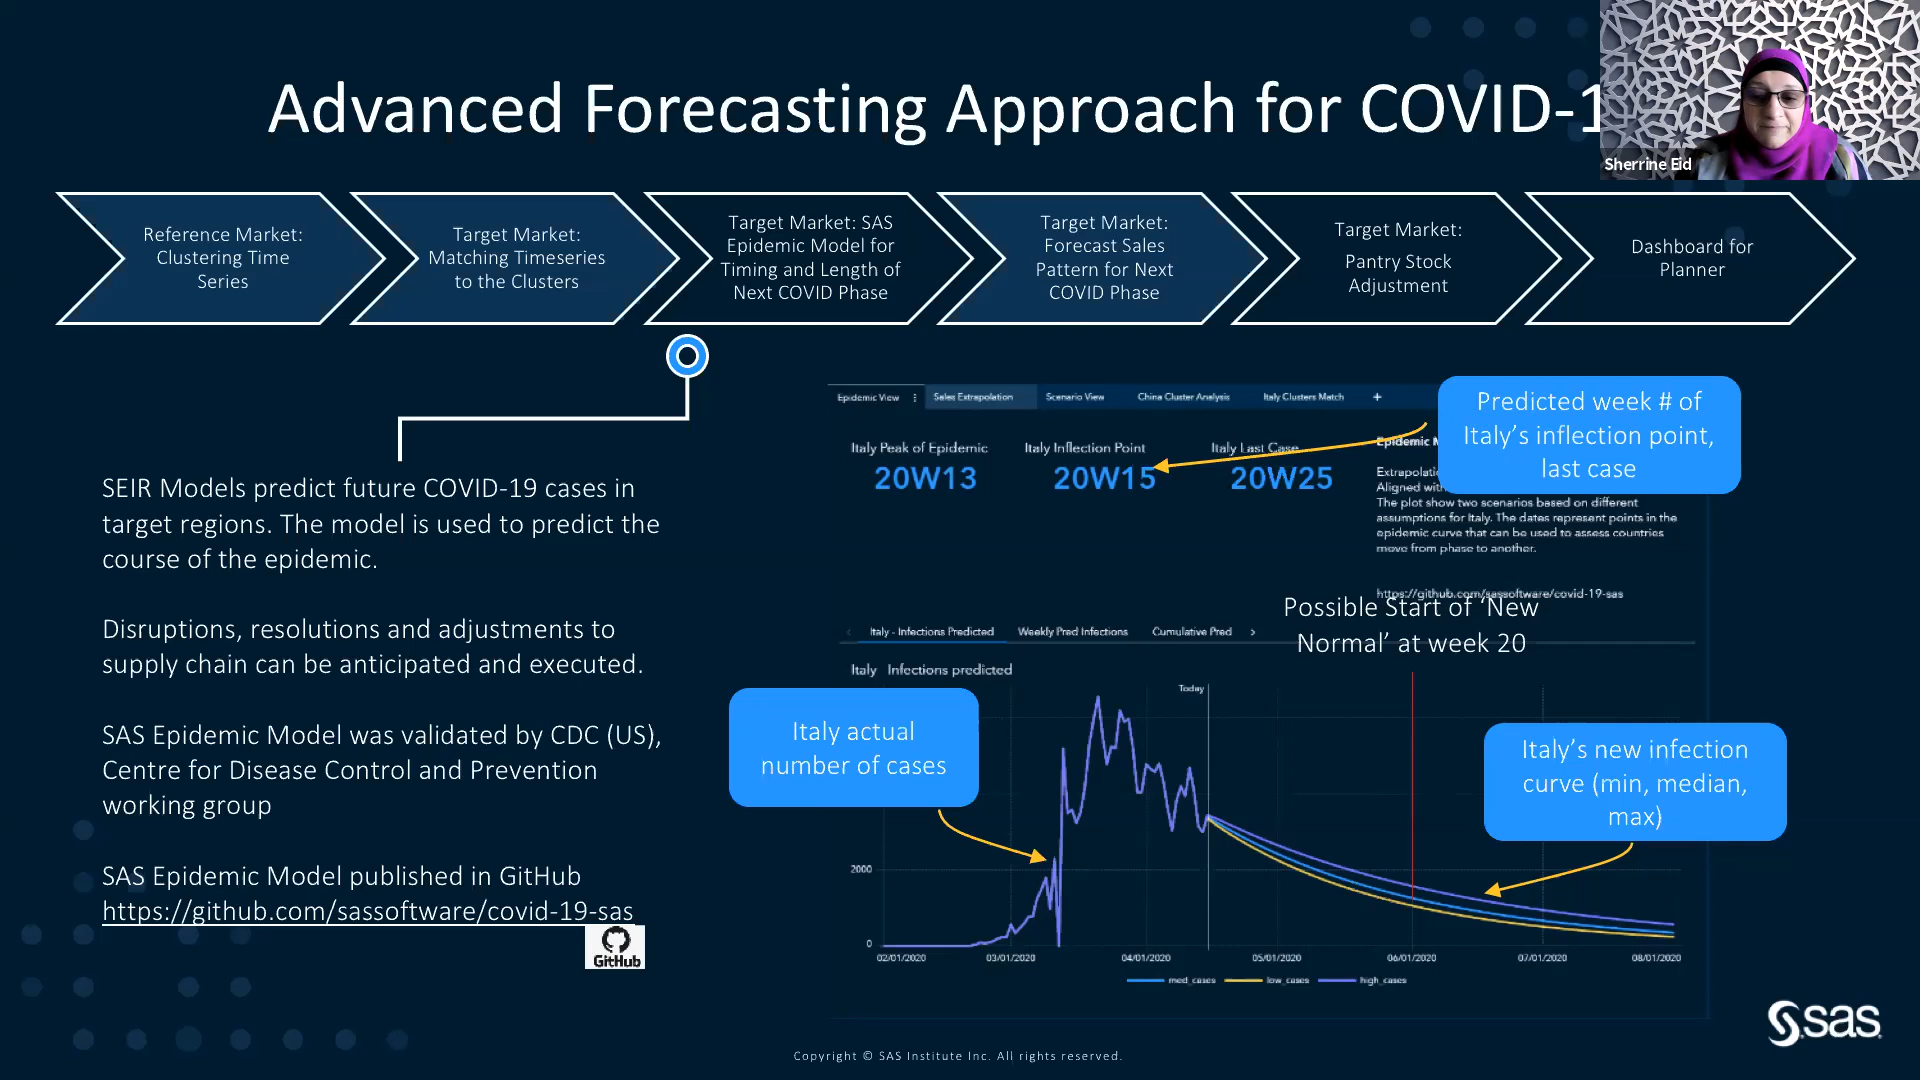 Advanced Forecasting Approach for COVID-1
Sherrine Eid
Reference Market:
Clustering Time
Series
Target Market:
Matching Timeseries
to the Clusters
Target Market: SAS
Epidemic Model for
Timing and Length of
Next COVID Phase
Target Market:
Forecast Sales
Pattern for Next
COVID Phase
Target Market:
Pantry Stock
Adjustment
Dashboard for
Planner
SEIR Models predict future COVID-19 cases in
target regions. The model is used to predict the
course of the epidemic.
Disruptions, resolutions and adjustments to
supply chain can be anticipated and executed.
SAS Epidemic Model was validated by CDC (US),
Centre for Disease Control and Prevention
working group
SAS Epidemic Model published in GitHub
https://github.com/sassoftware/covid-19-sas
GitHub
Epidemic View
Sales Extrapolation
Scenario View
China Cluster Analysis
Italy Clusters Match
+
Predicted week # of
Italy's inflection point,
last case
Italy Peak of Epidemic
20W13
Italy Inflection Point
20W15
Italy Last Case
20W25
Epidemic M
Extrapolatio
Aligned with
The plot show two scenarios based on different
assumptions for Italy. The dates represent points in the
epidemic curve that can be used to assess countries
move from phase to another.
https://github.com/sassoftware/covid-19-sas
Possible Start of ‘New
Normal’ at week 20
Italy - Infections Predicted
Weekly Pred Infections
Cumulative Pred
Italy Infections predicted
Today
Italy actual
number of cases
Italy’s new infection
curve (min, median,
max)
2000
0
02/01/2020
03/01/2020
04/01/2020
05/01/2020
06/01/2020
07/01/2020
08/01/2020
med_cases
low_cases
high_cases
sas
Copyright © SAS Institute Inc. All rights reserved.